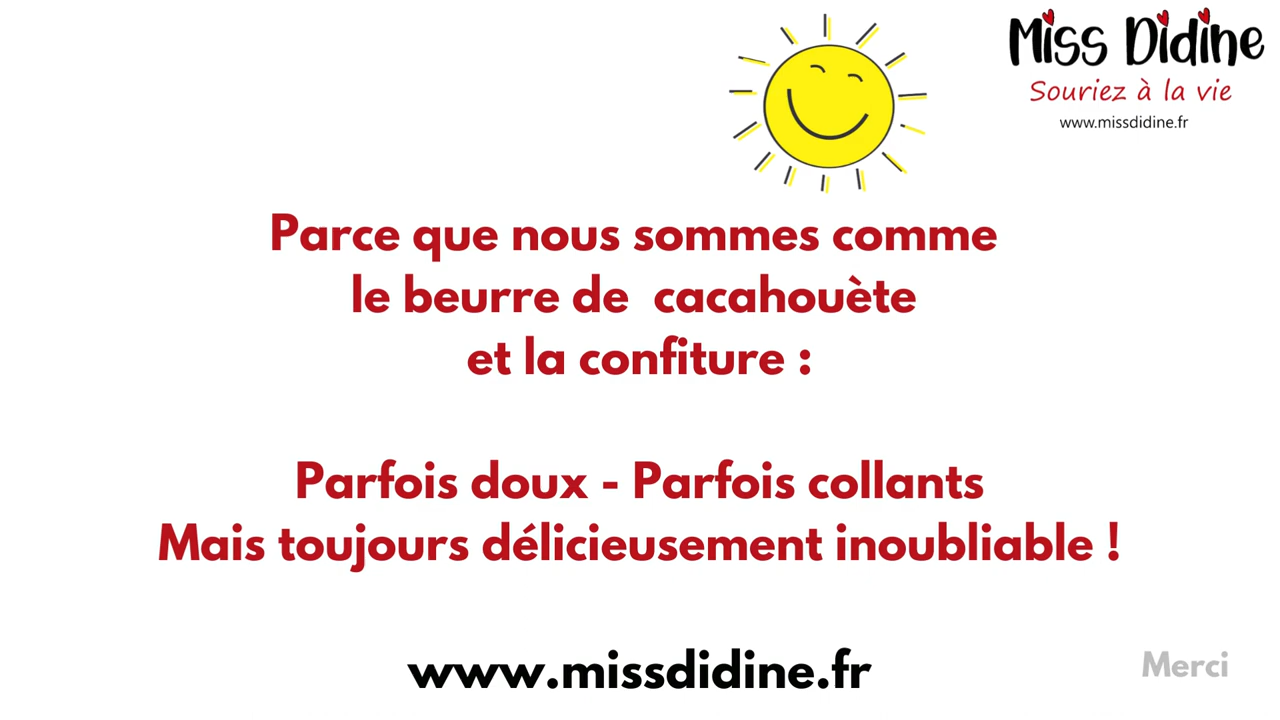 Miss Didine
Souriez à la vie
www.missdidine.fr
Parce que nous sommes comme
le beurre de  cacahouète
et la confiture :
Parfois doux - Parfois collants
Mais toujours délicieusement inoubliable !
www.missdidine.fr
Merci